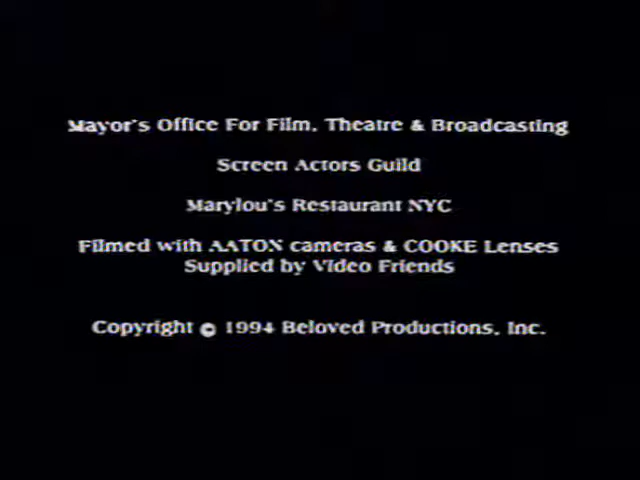 Mayor's Office For Film, Theatre & Broadcasting
Screen Actors Guild
Marylou's Restaurant NYC
Filmed with AATON cameras & COOKE Lenses
Supplied by Video Friends
Copyright © 1994 Beloved Productions, Inc.